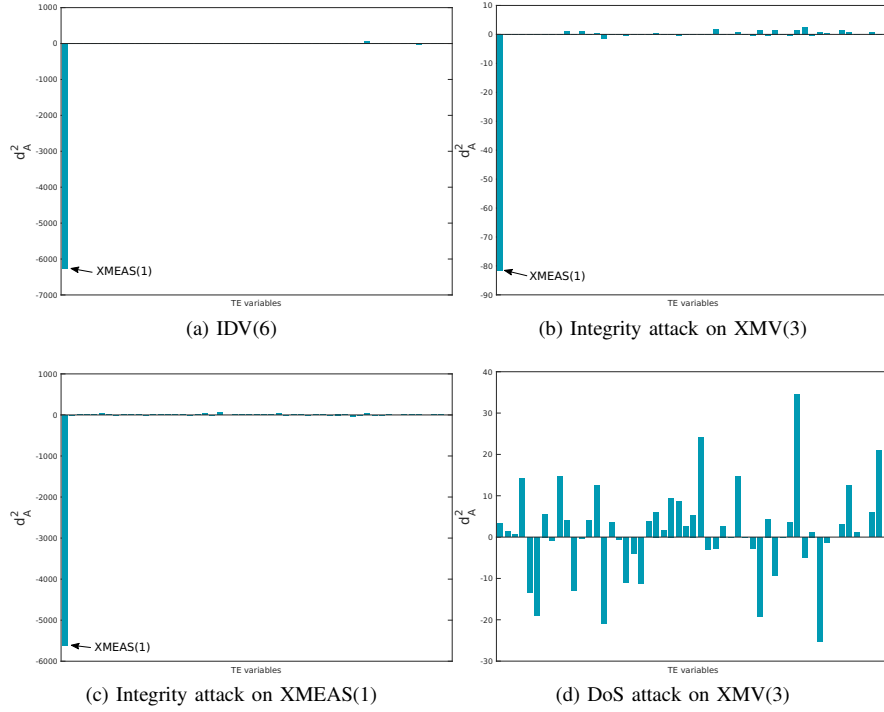 1000
0
-1000
-2000
-3000
-4000
-5000
-6000
-7000
d²A
XMEAS(1)
TE variables
(a) IDV(6)
10
0
-10
-20
-30
-40
-50
-60
-70
-80
-90
d²A
XMEAS(1)
TE variables
(b) Integrity attack on XMV(3)
1000
0
-1000
-2000
-3000
-4000
-5000
-6000
d²A
XMEAS(1)
TE variables
(c) Integrity attack on XMEAS(1)
40
30
20
10
0
-10
-20
-30
d²A
TE variables
(d) DoS attack on XMV(3)